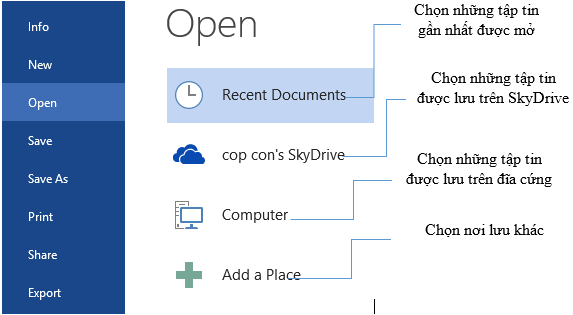 Info
New
Open
Save
Save As
Print
Share
Export
Open
Recent Documents
cop con's SkyDrive
Computer
Add a Place
Chọn những tập tin
gần nhất được mở
Chọn những tập tin
được lưu trên SkyDrive
Chọn những tập tin
được lưu trên đĩa cứng
Chọn nơi lưu khác